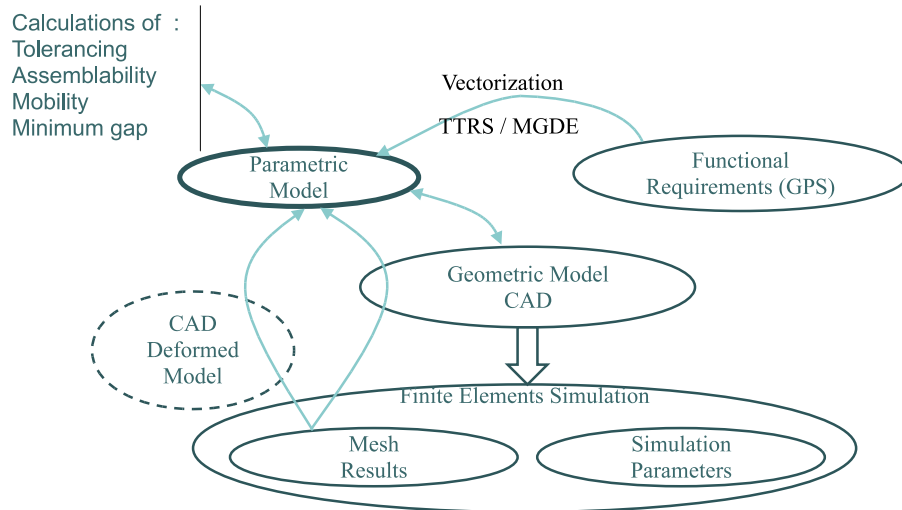 Calculations of :
Tolerancing
Assemblability
Mobility
Minimum gap
Vectorization
TTRS / MGDE
Parametric
Model
Functional
Requirements (GPS)
Geometric Model
CAD
CAD
Deformed
Model
Finite Elements Simulation
Mesh
Results
Simulation
Parameters